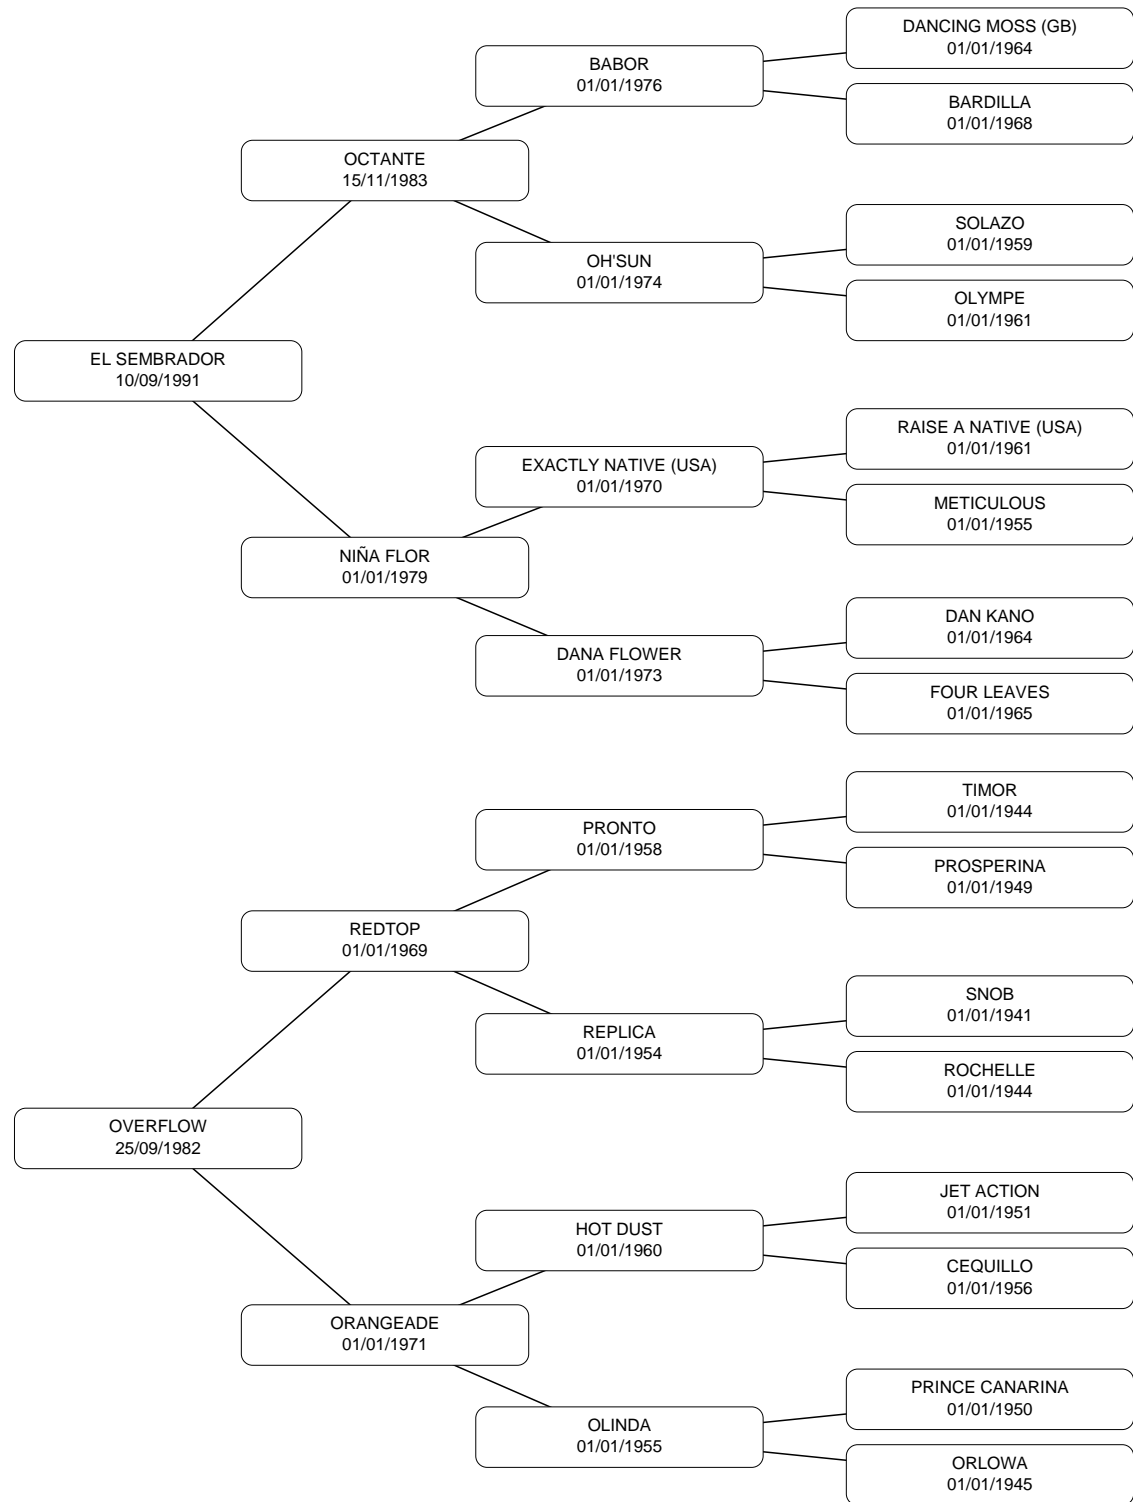 DANCING MOSS (GB)
01/01/1964
BABOR
01/01/1976
BARDILLA
01/01/1968
OCTANTE
15/11/1983
SOLAZO
01/01/1959
OH'SUN
01/01/1974
OLYMPE
01/01/1961
EL SEMBRADOR
10/09/1991
RAISE A NATIVE (USA)
01/01/1961
EXACTLY NATIVE (USA)
01/01/1970
METICULOUS
01/01/1955
NIÑA FLOR
01/01/1979
DAN KANO
01/01/1964
DANA FLOWER
01/01/1973
FOUR LEAVES
01/01/1965
TIMOR
01/01/1944
PRONTO
01/01/1958
PROSPERINA
01/01/1949
REDTOP
01/01/1969
SNOB
01/01/1941
REPLICA
01/01/1954
ROCHELLE
01/01/1944
OVERFLOW
25/09/1982
JET ACTION
01/01/1951
HOT DUST
01/01/1960
CEQUILLO
01/01/1956
ORANGEADE
01/01/1971
PRINCE CANARINA
01/01/1950
OLINDA
01/01/1955
ORLOWA
01/01/1945